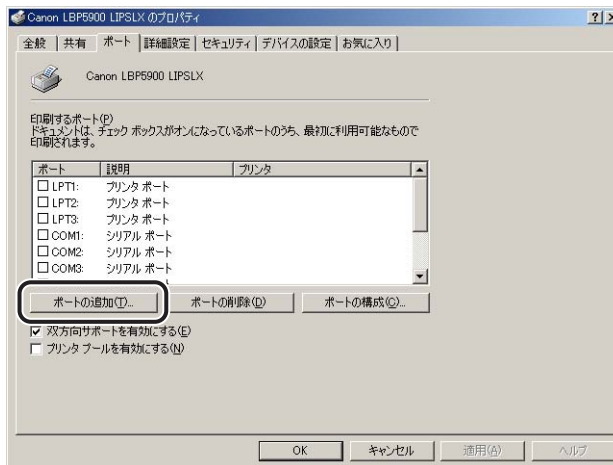 Canon LBP5900 LIPSLX のプロパティ
全般 共有 ポート 詳細設定 セキュリティ デバイスの設定 お気に入り
Canon LBP5900 LIPSLX
印刷するポート(P)
ドキュメントは、チェック ボックスがオンになっているポートのうち、最初に利用可能なもので
印刷されます。
ポート 説明 プリンタ
LPT1: プリンタ ポート
LPT2: プリンタ ポート
LPT3: プリンタ ポート
COM1: シリアル ポート
COM2: シリアル ポート
COM3: シリアル ポート
ポートの追加(T)... ポートの削除(D) ポートの構成(C)...
双方向サポートを有効にする(E)
プリンタ プールを有効にする(N)
OK キャンセル 適用(A) ヘルプ